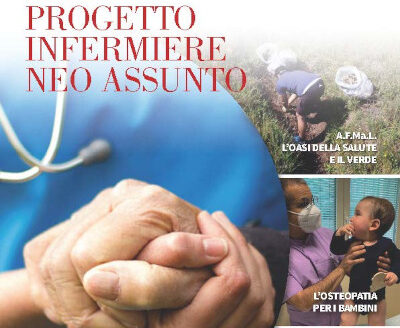 PROGETTO
INFERMIERE
NEO ASSUNTO
A.F.Ma.L.
L'OASI DELLA SALUTE
E IL VERDE
L'OSTEOPATIA
PER I BAMBINI